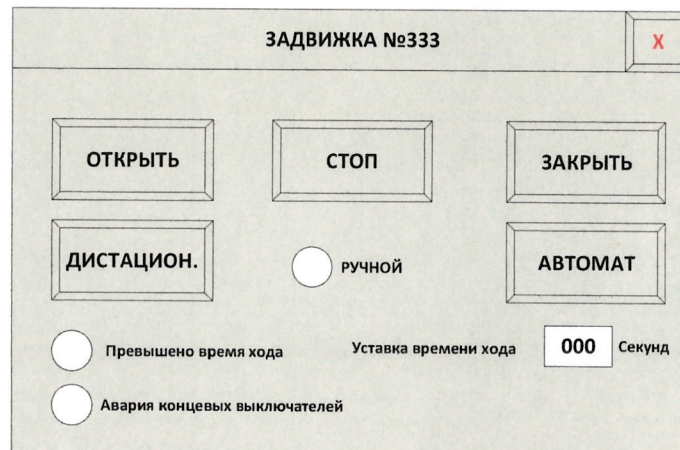 ЗАДВИЖКА №333 X
ОТКРЫТЬ СТОП ЗАКРЫТЬ
ДИСТАЦИОН. РУЧНОЙ АВТОМАТ
Превышено время хода Уставка времени хода 000 Секунд
Авария концевых выключателей